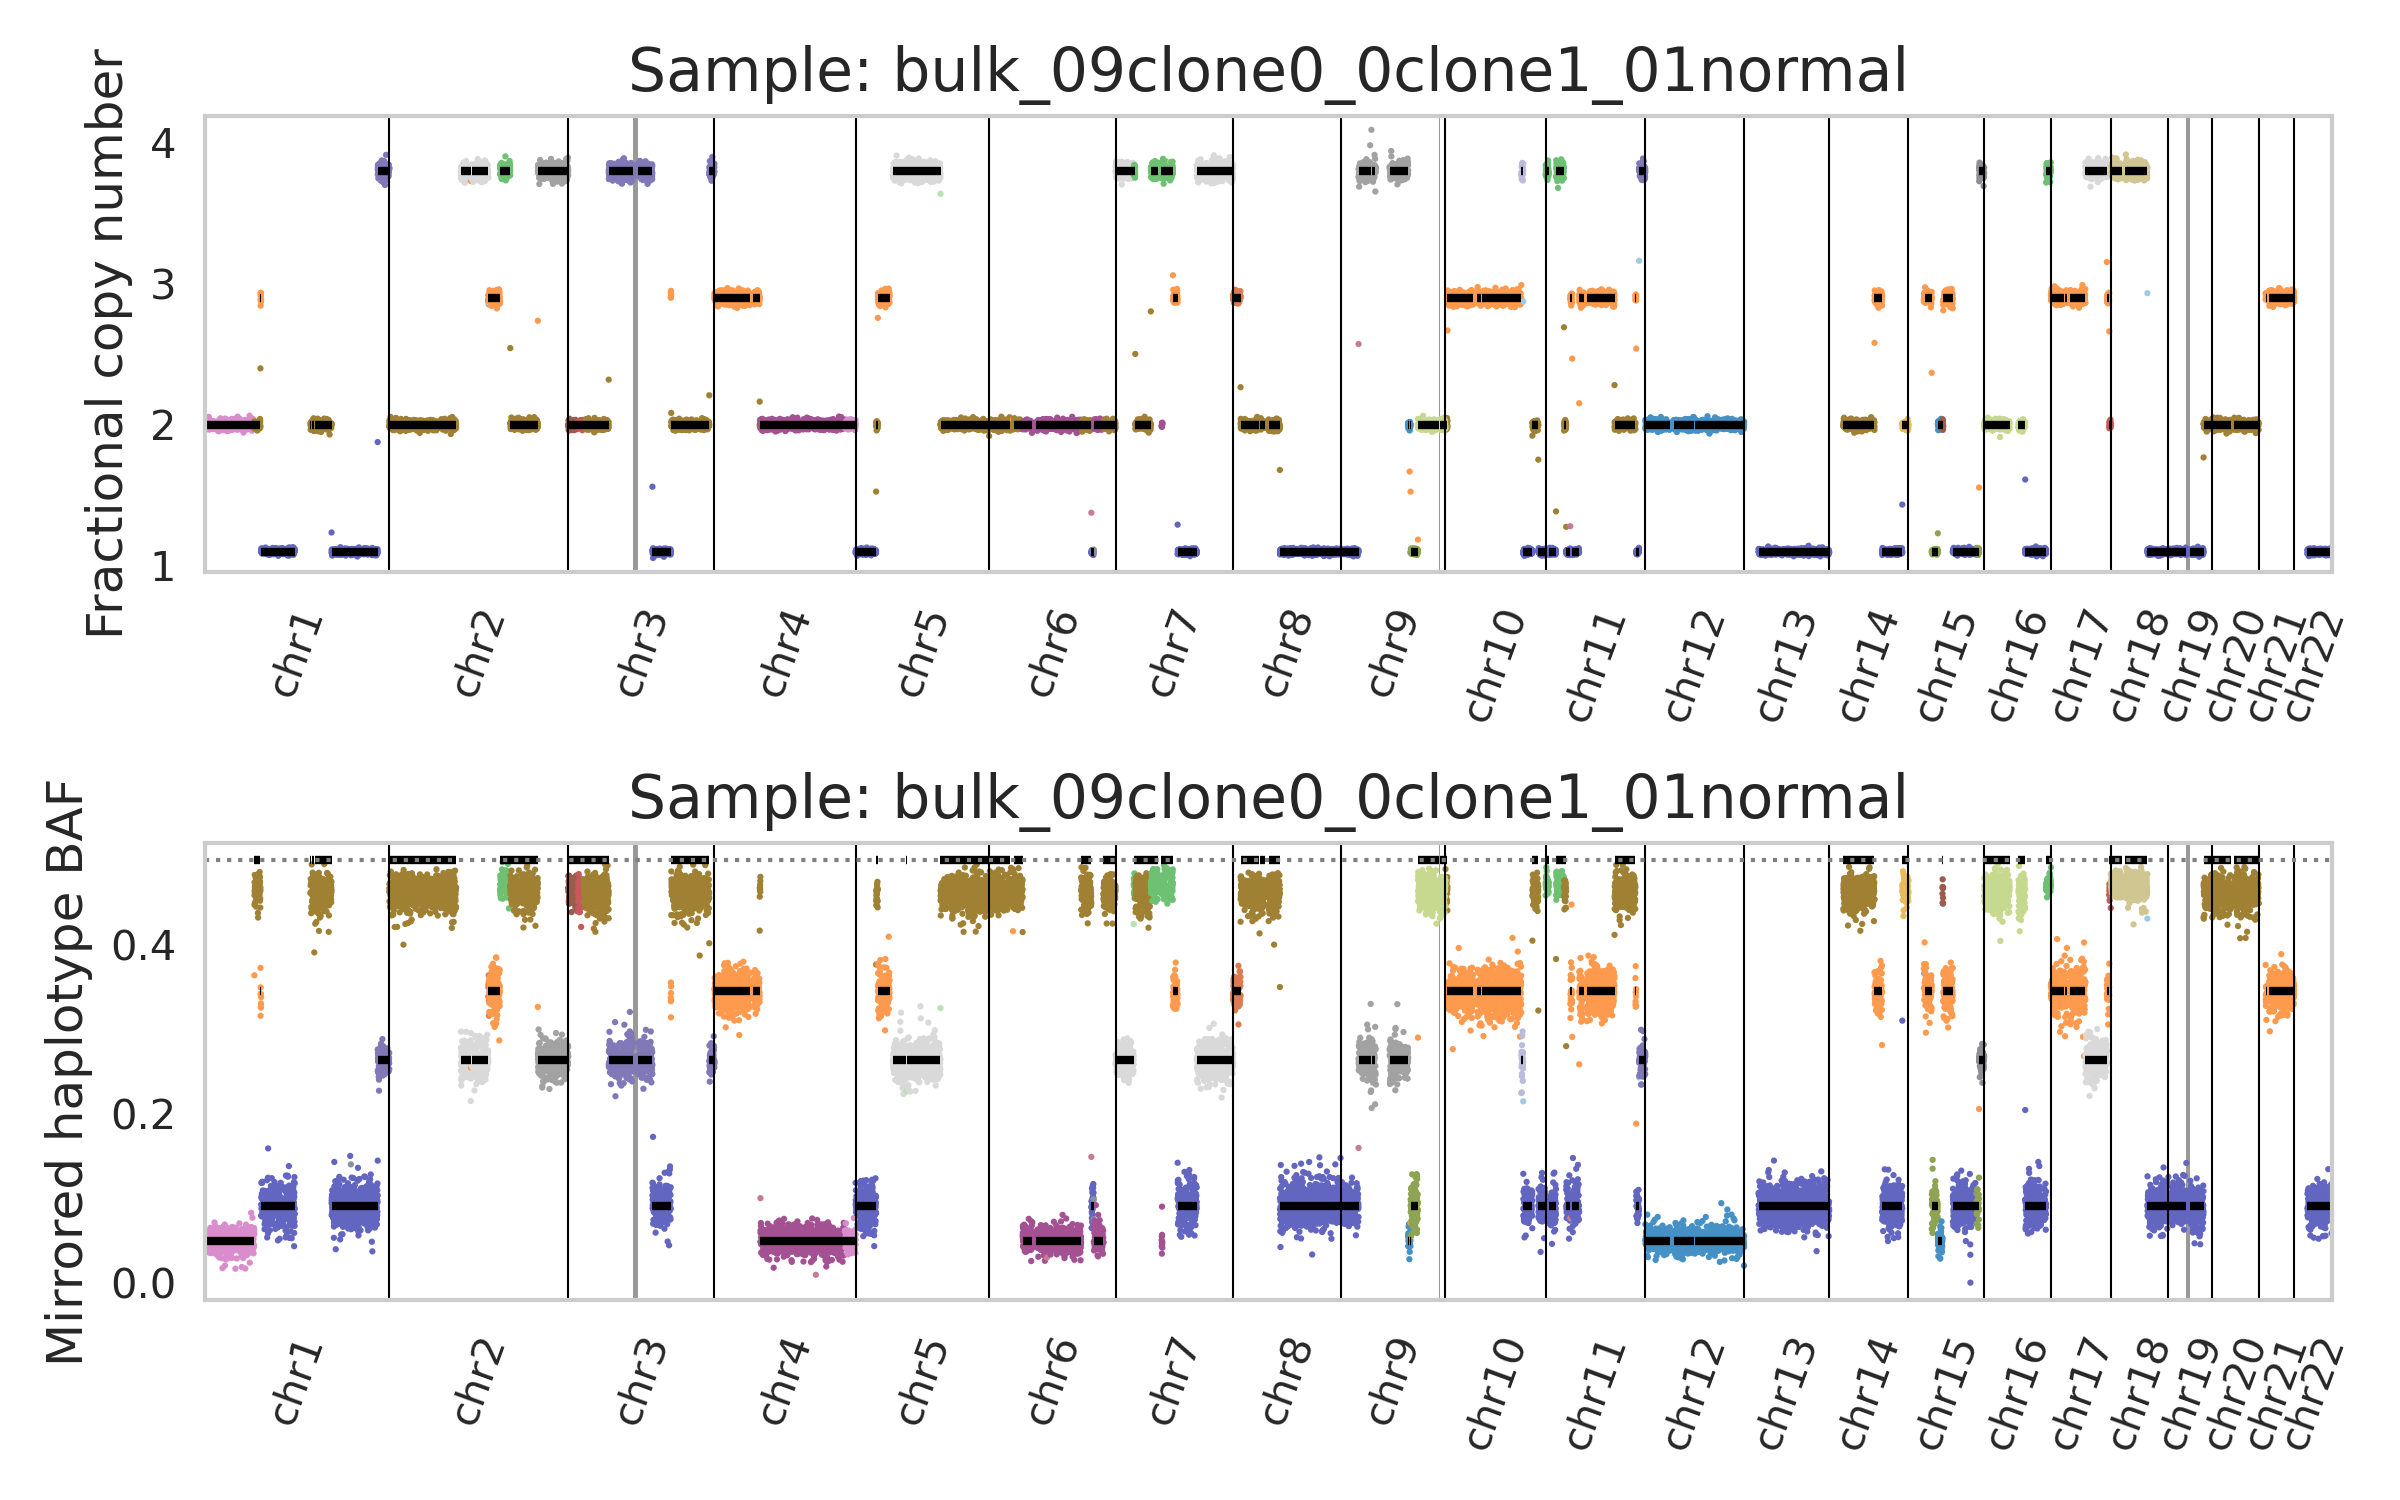 Sample: bulk_09clone0_0clone1_01normal
Fractional copy number
4
3
2
1
chr1
chr2
chr3
chr4
chr5
chr6
chr7
chr8
chr9
chr10
chr11
chr12
chr13
chr14
chr15
chr16
chr17
chr18
chr19
chr20
chr21
chr22
Sample: bulk_09clone0_0clone1_01normal
Mirrored haplotype BAF
0.4
0.2
0.0
chr1
chr2
chr3
chr4
chr5
chr6
chr7
chr8
chr9
chr10
chr11
chr12
chr13
chr14
chr15
chr16
chr17
chr18
chr19
chr20
chr21
chr22